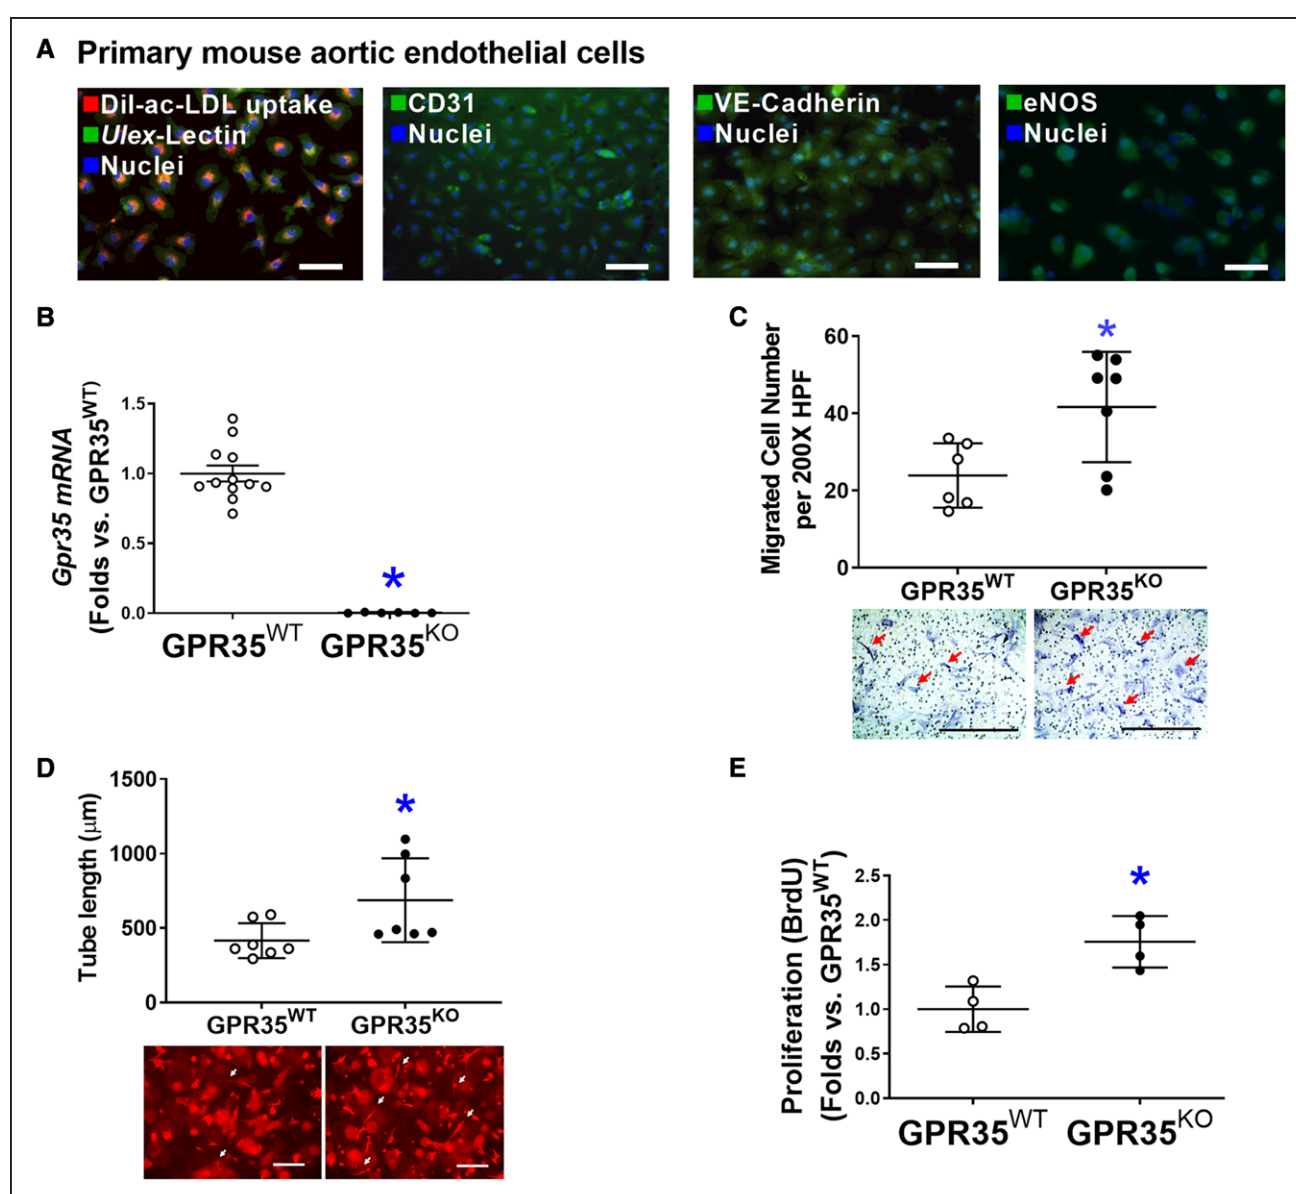 A Primary mouse aortic endothelial cells
Dil-ac-LDL uptake
Ulex-Lectin
Nuclei
CD31
Nuclei
VE-Cadherin
Nuclei
eNOS
Nuclei
B
Gpr35 mRNA
(Folds vs. GPR35WT)
1.5
1.0
0.5
0.0
*
GPR35WT GPR35KO
C
Migrated Cell Number
per 200X HPF
60
40
20
0
*
GPR35WT GPR35KO
D
Tube length (μm)
1500
1000
500
0
*
GPR35WT GPR35KO
E
Proliferation (BrdU)
(Folds vs. GPR35WT)
2.5
2.0
1.5
1.0
0.5
0.0
*
GPR35WT GPR35KO